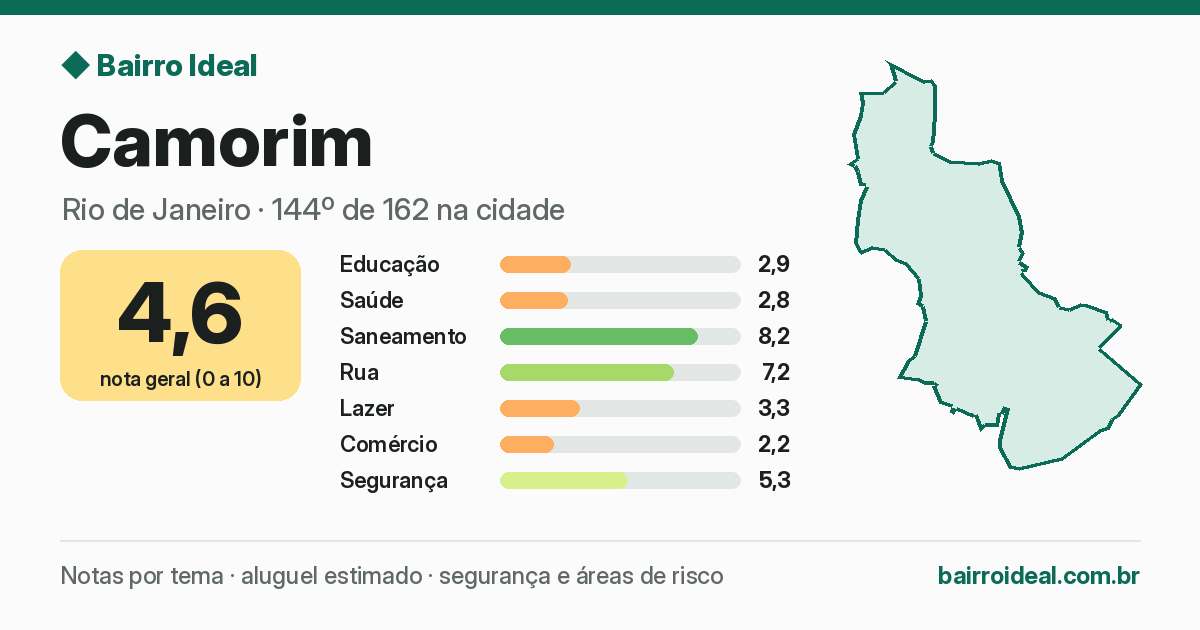 Bairro Ideal
Camorim
Rio de Janeiro · 144º de 162 na cidade
4,6
nota geral (0 a 10)
Educação 2,9
Saúde 2,8
Saneamento 8,2
Rua 7,2
Lazer 3,3
Comércio 2,2
Segurança 5,3
Notas por tema · aluguel estimado · segurança e áreas de risco
bairroideal.com.br